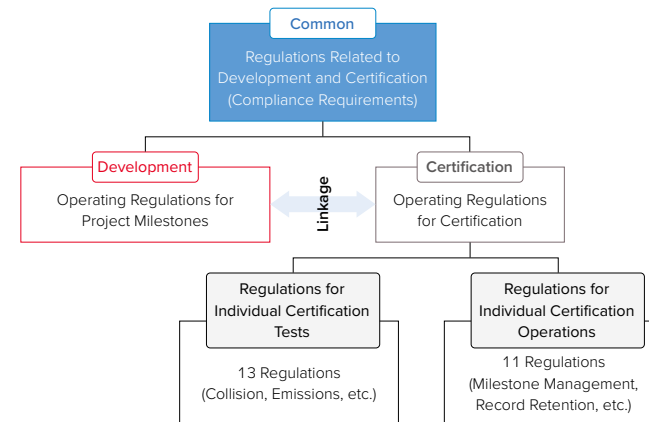 Common
Regulations Related to
Development and Certification
(Compliance Requirements)
Development
Operating Regulations for
Project Milestones
Linkage
Certification
Operating Regulations
for Certification
Regulations for
Individual Certification
Tests
13 Regulations
(Collision, Emissions, etc.)
Regulations for
Individual Certification
Operations
11 Regulations
(Milestone Management,
Record Retention, etc.)